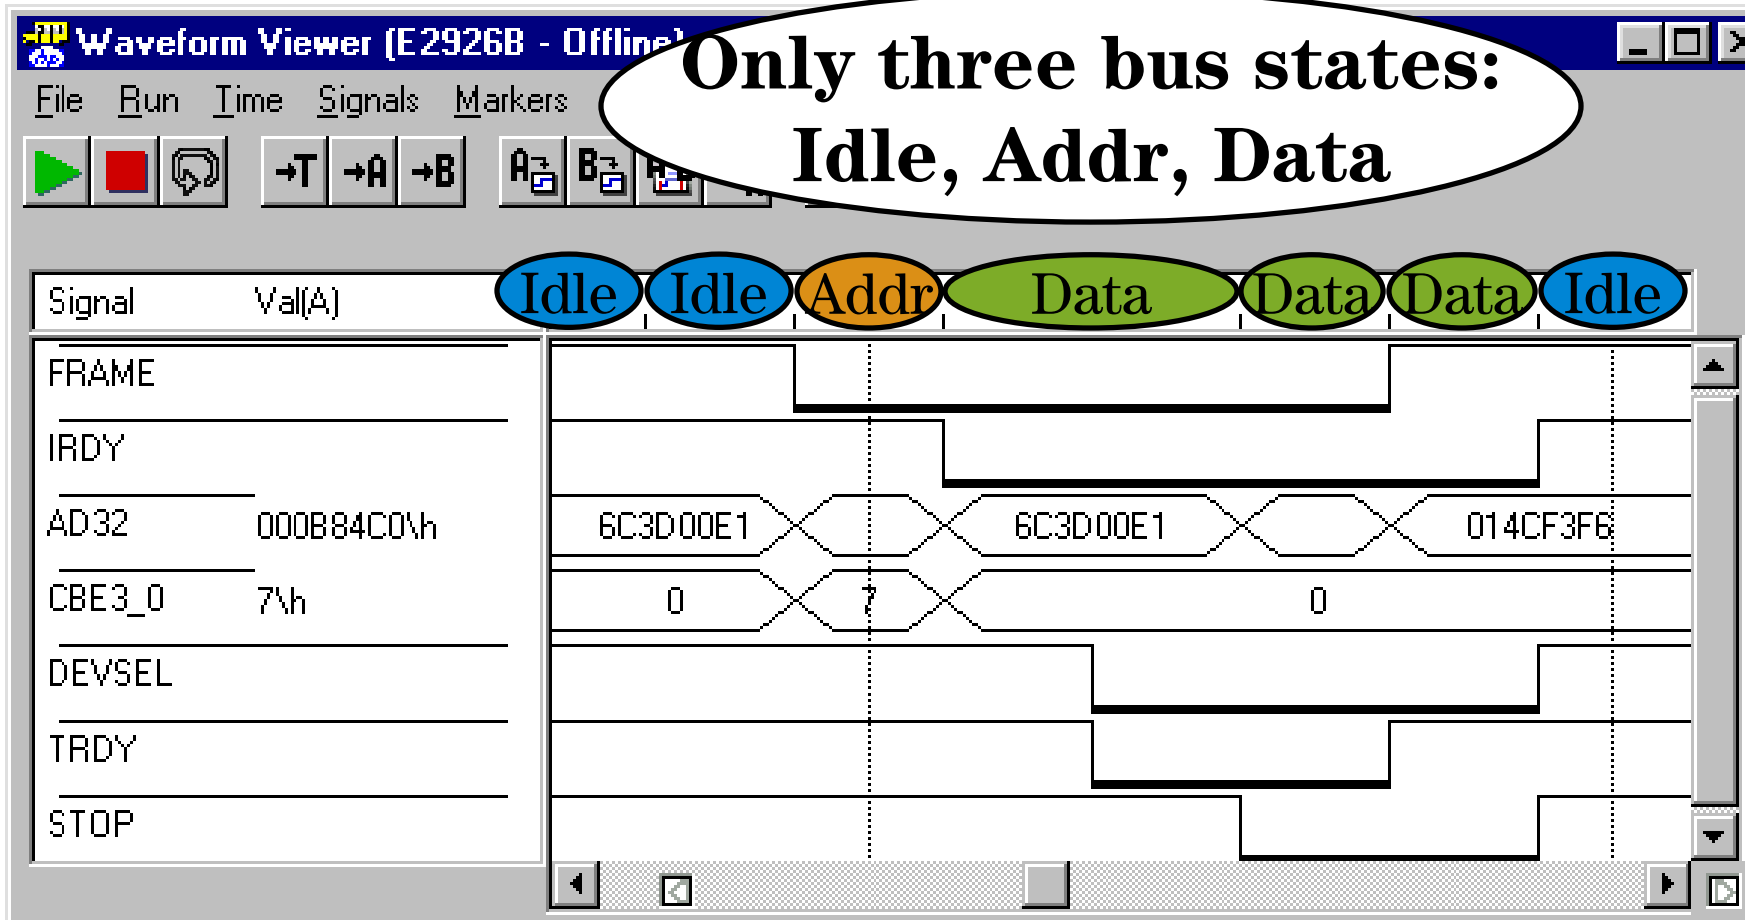 Waveform Viewer (E2926B - Offline)
Only three bus states:
Idle, Addr, Data
File Run Time Signals Markers
→T →A →B A B
Signal Val(A) Idle Idle Addr Data Data Data Idle
FRAME
IRDY
AD32 000B84C0\h 6C3D00E1 6C3D00E1 014CF3F6
CBE3_0 7\h 0 7 0
DEVSEL
TRDY
STOP